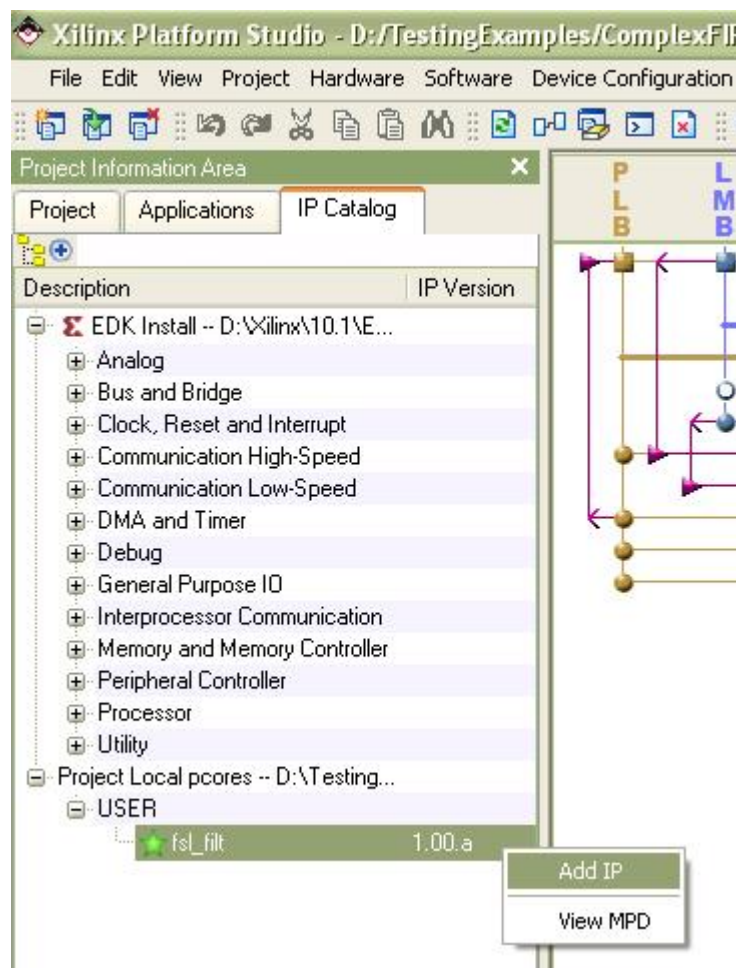 Xilinx Platform Studio - D:/TestingExamples/ComplexFI
File Edit View Project Hardware Software Device Configuration
Project Information Area
Project Applications IP Catalog
PLB
LMB
Description IP Version
EDK Install -- D:\Xilinx\10.1\E...
Analog
Bus and Bridge
Clock, Reset and Interrupt
Communication High-Speed
Communication Low-Speed
DMA and Timer
Debug
General Purpose IO
Interprocessor Communication
Memory and Memory Controller
Peripheral Controller
Processor
Utility
Project Local pcores -- D:\Testing...
USER
fsl_filt 1.00.a
Add IP
View MPD